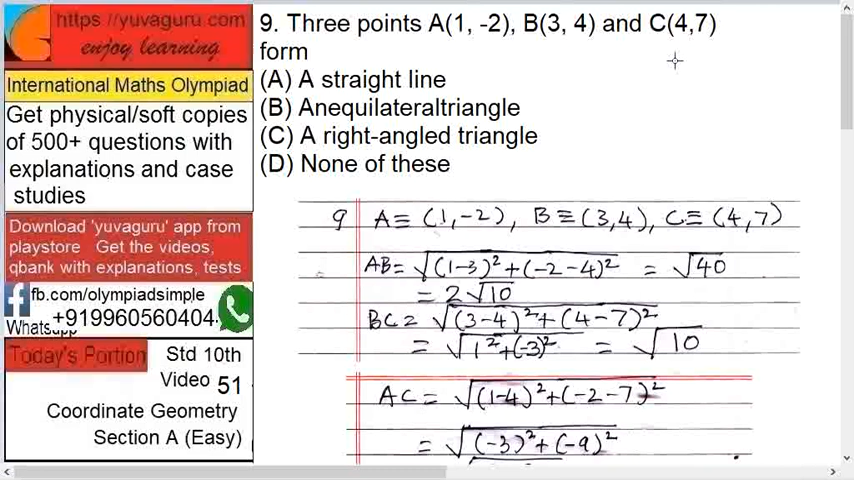 https://yuvaguru.com
enjoy learning
International Maths Olympiad
Get physical/soft copies
of 500+ questions with
explanations and case
studies
Download 'yuvaguru' app from
playstore Get the videos,
qbank with explanations, tests
fb.com/olympiadsimple
Whatsapp
+919960560404
Today's Portion
Std 10th
Video 51
Coordinate Geometry
Section A (Easy)
9. Three points A(1, -2), B(3, 4) and C(4,7)
form
(A) A straight line
(B) Anequilateraltriangle
(C) A right-angled triangle
(D) None of these
9 A ≡ (1,-2), B ≡ (3,4), C ≡ (4,7)
AB = √(1-3)²+(-2-4)² = √40
= 2√10
BC = √(3-4)²+(4-7)²
= √1²+(-3)² = √10
AC = √(1-4)²+(-2-7)²
= √(-3)²+(-9)²